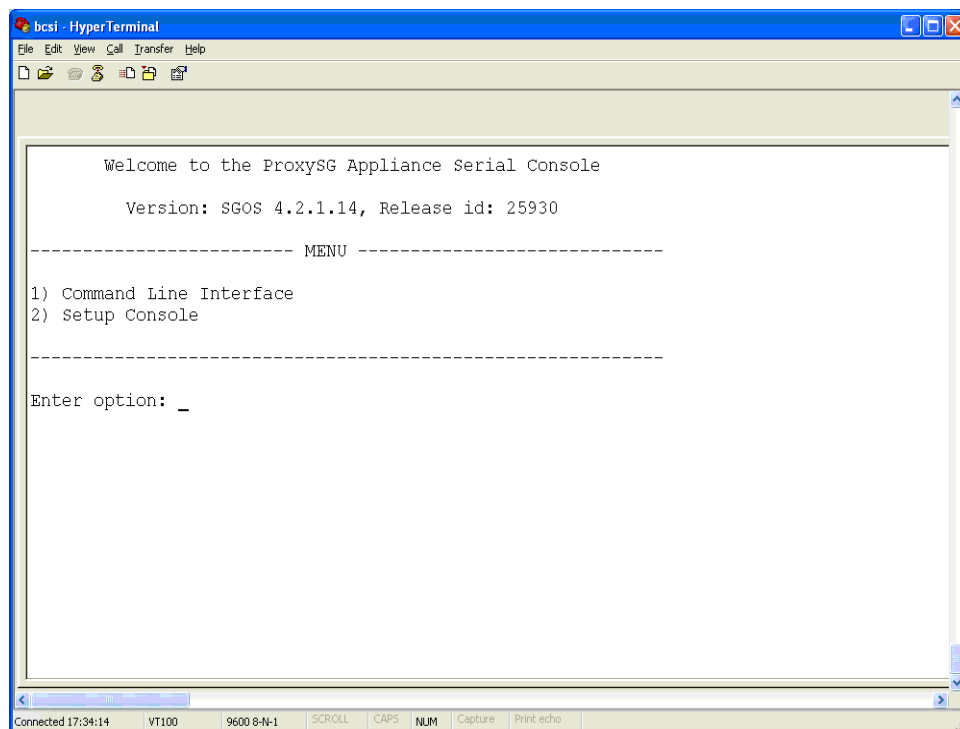 bcsi - HyperTerminal
File Edit View Call Transfer Help
Welcome to the ProxySG Appliance Serial Console
Version: SGOS 4.2.1.14, Release id: 25930
------------------------- MENU -----------------------------
1) Command Line Interface
2) Setup Console
------------------------------------------------------------
Enter option: _
Connected 17:34:14 VT100 9600 8-N-1 SCROLL CAPS NUM Capture Print echo